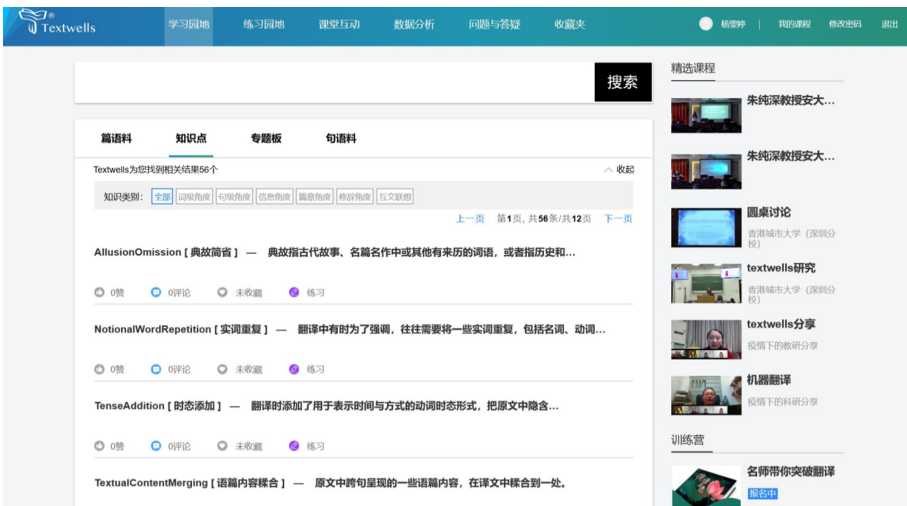 Textwells®
学习园地 练习园地 课堂互动 数据分析 问题与答疑 收藏夹 杨雯婷 | 我的课程 修改密码 退出
搜索
篇语料 知识点 专题板 句语料
Textwells为您找到相关结果56个 收起
知识类别： 全部 词级角度 句级角度 信息角度 篇章角度 修辞角度 互文联想
上一页 第1页, 共56条/共12页 下一页
AllusionOmission [ 典故简省 ] — 典故指古代故事、名篇名作中或其他有来历的词语，或者指历史和...
0赞 0评论 未收藏 练习
NotionalWordRepetition [ 实词重复 ] — 翻译中有时为了强调，往往需要将一些实词重复，包括名词、动词...
0赞 0评论 未收藏 练习
TenseAddition [ 时态添加 ] — 翻译时添加了用于表示时间与方式的动词时态形式，把原文中隐含...
0赞 0评论 未收藏 练习
TextualContentMerging [ 语篇内容糅合 ] — 原文中跨句呈现的一些语篇内容，在译文中糅合到一处。
精选课程
朱纯深教授安大...
朱纯深教授安大...
圆桌讨论
香港城市大学（深圳分
校）
textwells研究
香港城市大学（深圳分
校）
textwells分享
疫情下的教研分享
机器翻译
疫情下的科研分享
训练营
名师带你突破翻译
报名中